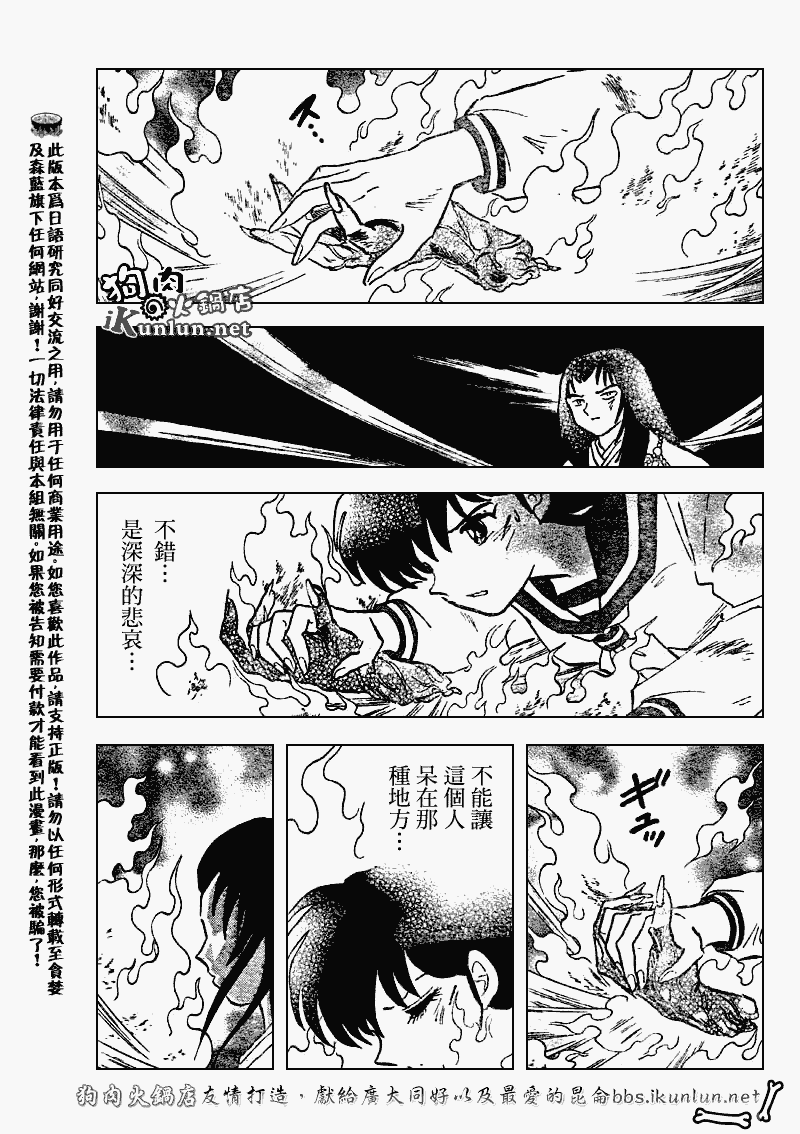 此版本爲日語研究同好交流之用，請勿用于任何商業用途。如您喜歡此作品，請支持正版！請勿以任何形式轉載至貪婪
及森藍旗下任何網站，謝謝！一切法律責任與本組無關。如果您被告知需要付款才能看到此漫畫，那麽，您被騙了！
ス…
狗肉
火鍋店
iKunlun.net
不錯…
是深深的悲哀…
ギュッ
不能讓
這個人
呆在那
種地方…
狗肉火鍋店友情打造，獻給廣大同好以及最愛的昆侖bbs.ikunlun.net